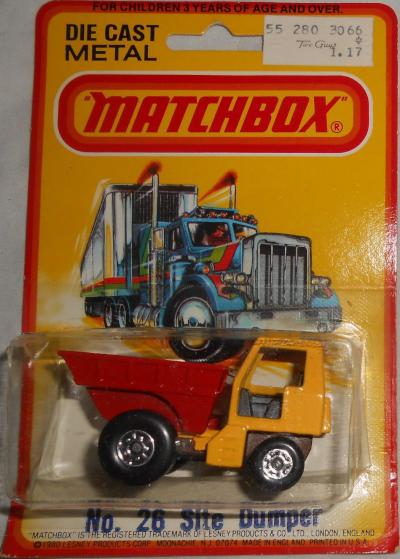 FOR CHILDREN 3 YEARS OF AGE AND OVER.
DIE CAST
METAL
55 280 3066
Two Guys ¢
1.17
"MATCHBOX"®
No. 26 Site Dumper
"MATCHBOX" IS THE REGISTERED TRADEMARK OF LESNEY PRODUCTS & CO. LTD., LONDON, ENGLAND
© 1980 LESNEY PRODUCTS CORP. MOONACHIE, N.J. 07074 MADE IN ENGLAND. PRINTED IN U.S.A.